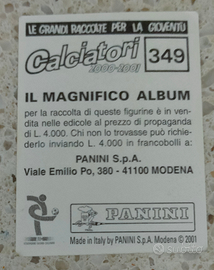 LE GRANDI RACCOLTE PER LA GIOVENTÙ
Calciatori
2000-2001
349
IL MAGNIFICO ALBUM
per la raccolta di queste figurine è in ven-
dita nelle edicole al prezzo di propaganda
di L. 4.000. Chi non lo trovasse può richie-
derlo inviando L. 4.000 in francobolli a:
PANINI S.p.A.
Viale Emilio Po, 380 - 41100 MODENA
PANINI
Made in Italy by PANINI S.p.A. Modena © 2001